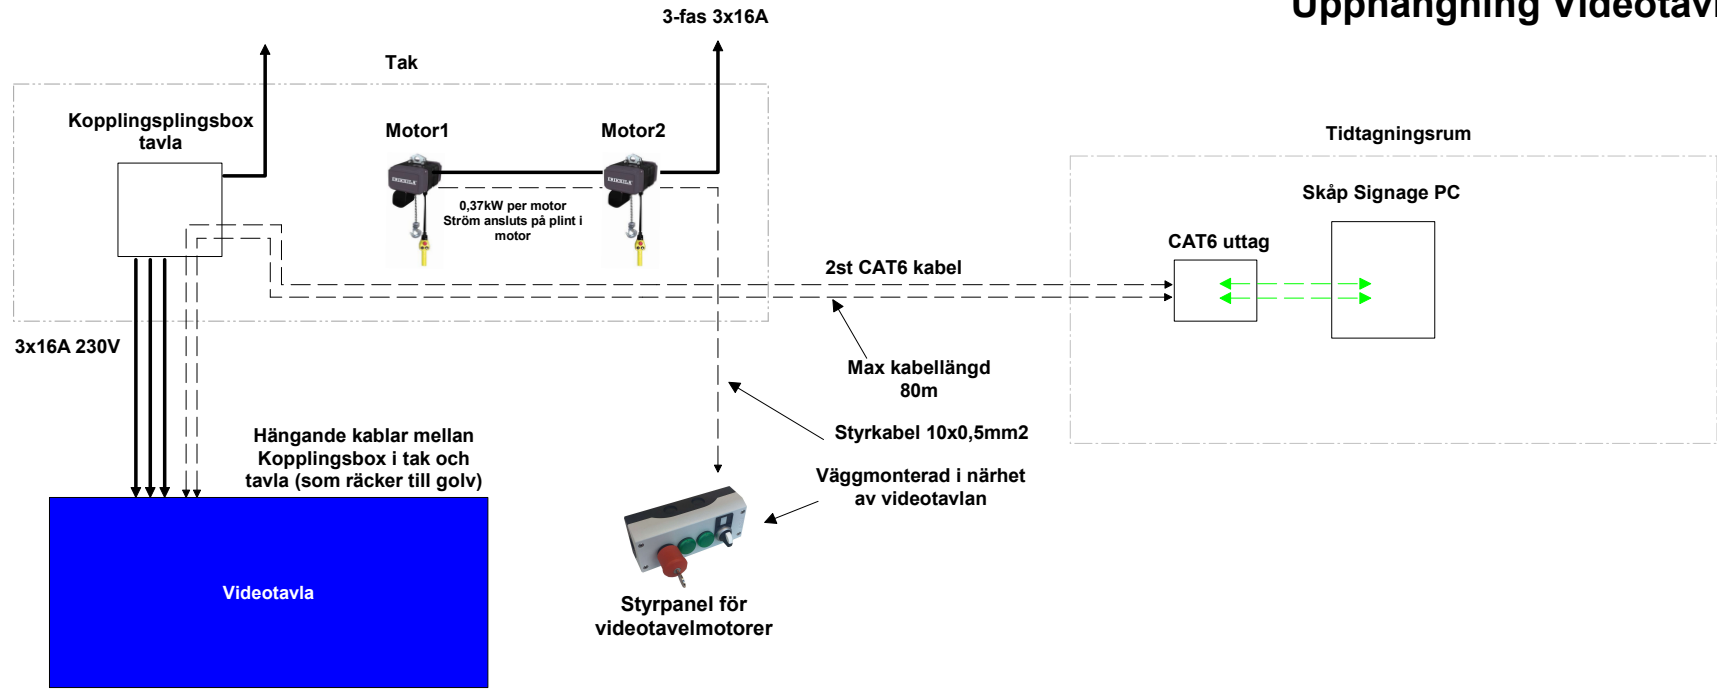 Upphängning Videotavl
3-fas 3x16A
Tak
Kopplingsplingsbox
tavla
Motor1
Motor2
0,37kW per motor
Ström ansluts på plint i
motor
Tidtagningsrum
Skåp Signage PC
CAT6 uttag
2st CAT6 kabel
3x16A 230V
Max kabellängd
80m
Styrkabel 10x0,5mm2
Hängande kablar mellan
Kopplingsbox i tak och
tavla (som räcker till golv)
Väggmonterad i närhet
av videotavlan
Videotavla
Styrpanel för
videotavelmotorer